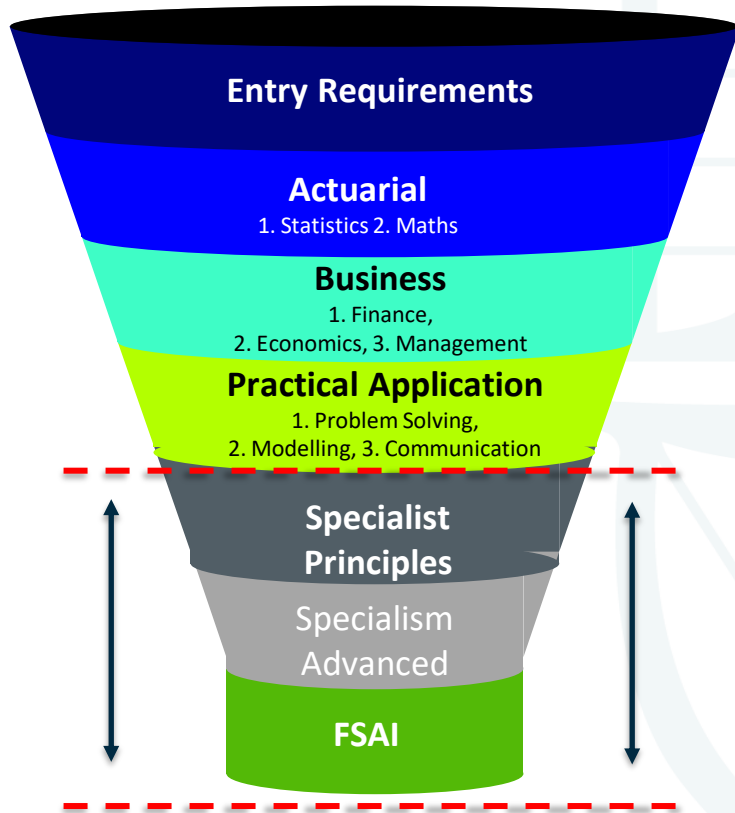 Entry Requirements
Actuarial
1. Statistics 2. Maths
Business
1. Finance,
2. Economics, 3. Management
Practical Application
1. Problem Solving,
2. Modelling, 3. Communication
Specialist
Principles
Specialism
Advanced
FSAI